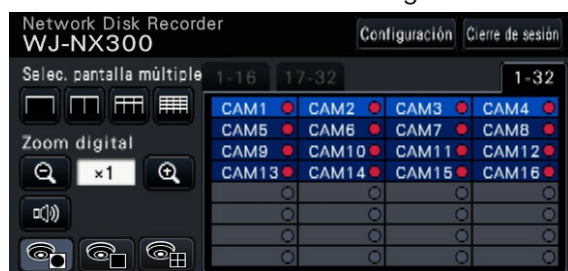 Network Disk Recorder
WJ-NX300
Configuración
Cierre de sesión
Selec. pantalla múltiple
1-16
17-32
1-32
CAM1 CAM2 CAM3 CAM4
CAM5 CAM6 CAM7 CAM8
CAM9 CAM10 CAM11 CAM12
CAM13 CAM14 CAM15 CAM16
Zoom digital
×1